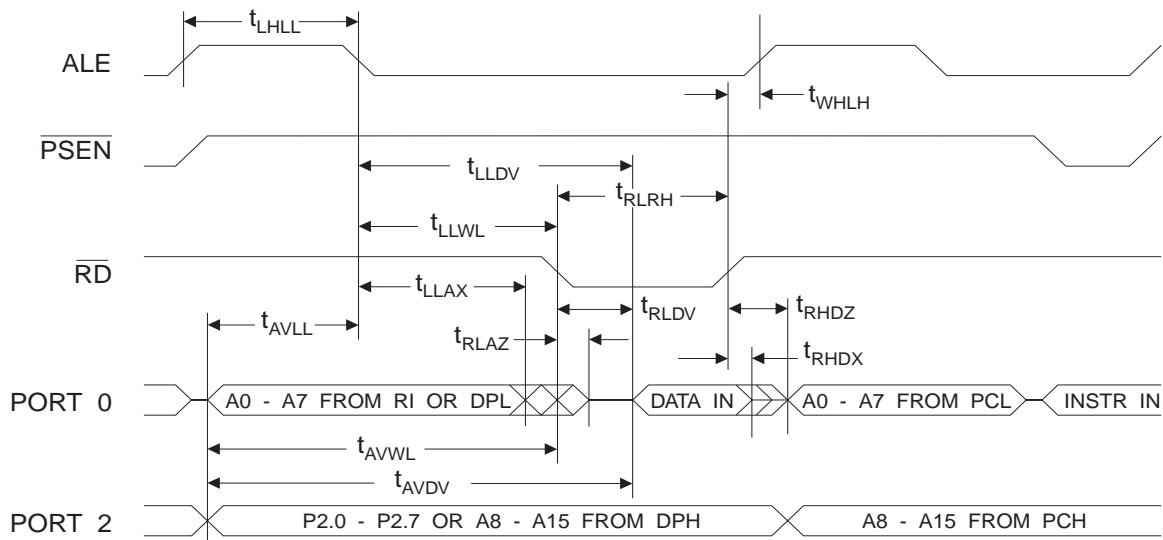 tLHLL
ALE
tWHLH
PSEN
tLLDV
tRLRH
tLLWL
RD
tLLAX
tRLDV
tRHDZ
tAVLL
tRLAZ
tRHDX
PORT 0
A0 - A7 FROM RI OR DPL
DATA IN
A0 - A7 FROM PCL
INSTR IN
tAVWL
tAVDV
PORT 2
P2.0 - P2.7 OR A8 - A15 FROM DPH
A8 - A15 FROM PCH